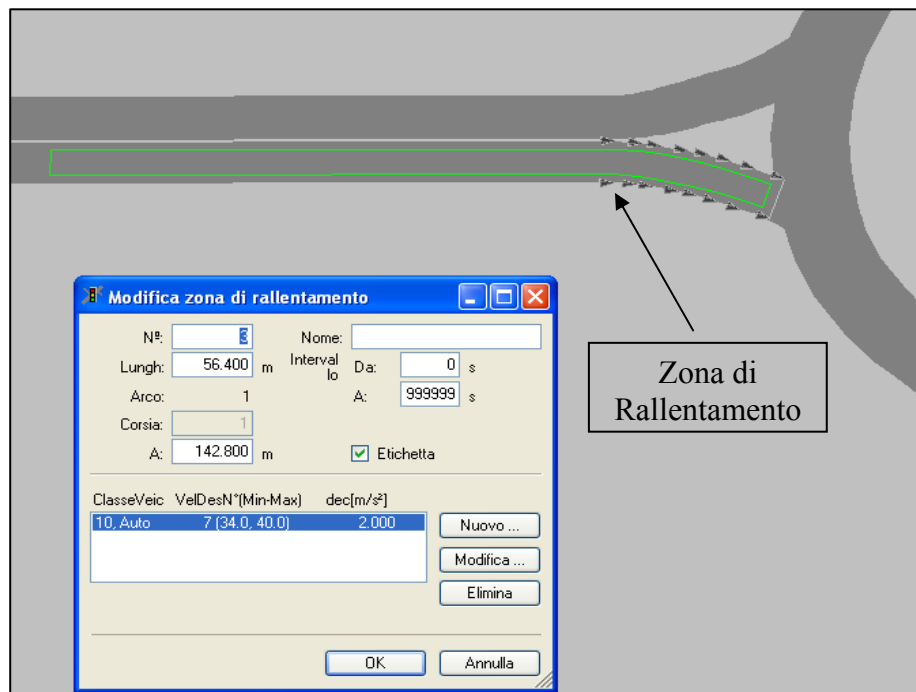 Modifica zona di rallentamento
Nº: 3 Nome:
Lungh: 56.400 m Interval lo Da: 0 s
Arco: 1 A: 999999 s
Corsia: 1
A: 142.800 m Etichetta
ClasseVeic VelDesN°(Min-Max) dec[m/s²]
10, Auto 7 (34.0, 40.0) 2.000
Nuovo ...
Modifica ...
Elimina
OK Annulla
Zona di
Rallentamento